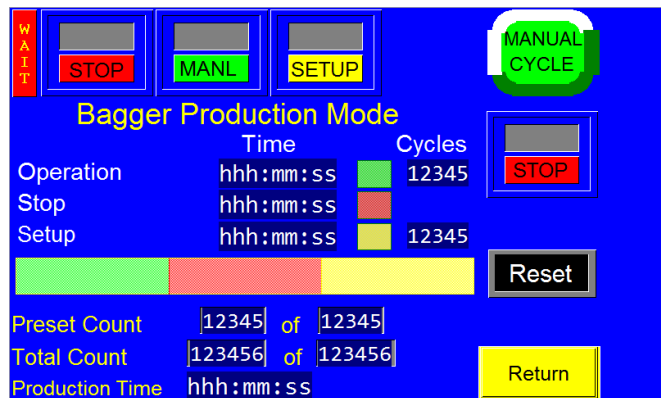 WAIT
STOP
MANL
SETUP
MANUAL
CYCLE
Bagger Production Mode
Time Cycles
Operation hhh:mm:ss 12345
STOP
Stop hhh:mm:ss
Setup hhh:mm:ss 12345
Reset
Preset Count 12345 of 12345
Total Count 123456 of 123456
Return
Production Time hhh:mm:ss